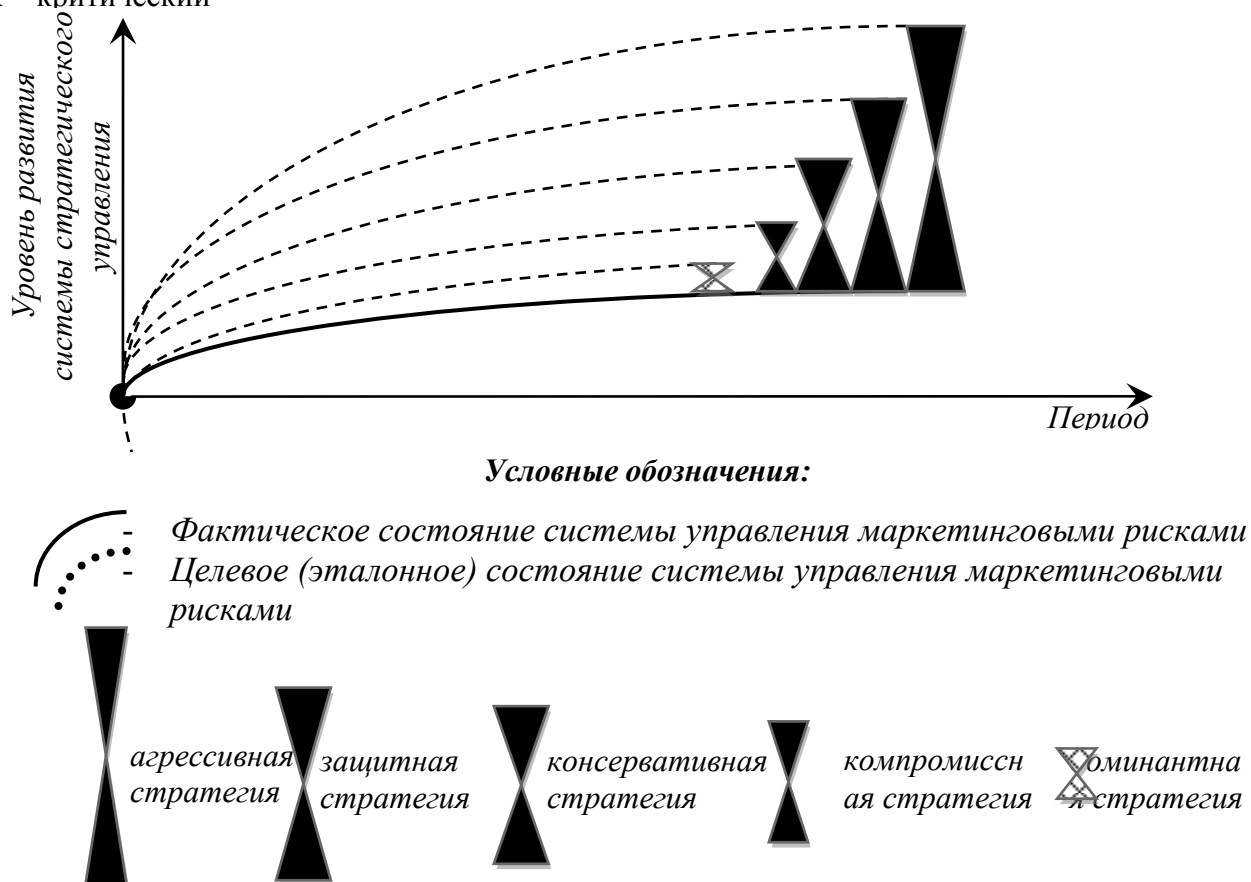 критический
Уровень развития
системы стратегического
управления
Период
Условные обозначения:
- Фактическое состояние системы управления маркетинговыми рисками
- Целевое (эталонное) состояние системы управления маркетинговыми
рисками
агрессивная
стратегия
защитная
стратегия
консервативная
стратегия
компромиссн
ая стратегия
оминантна
я стратегия